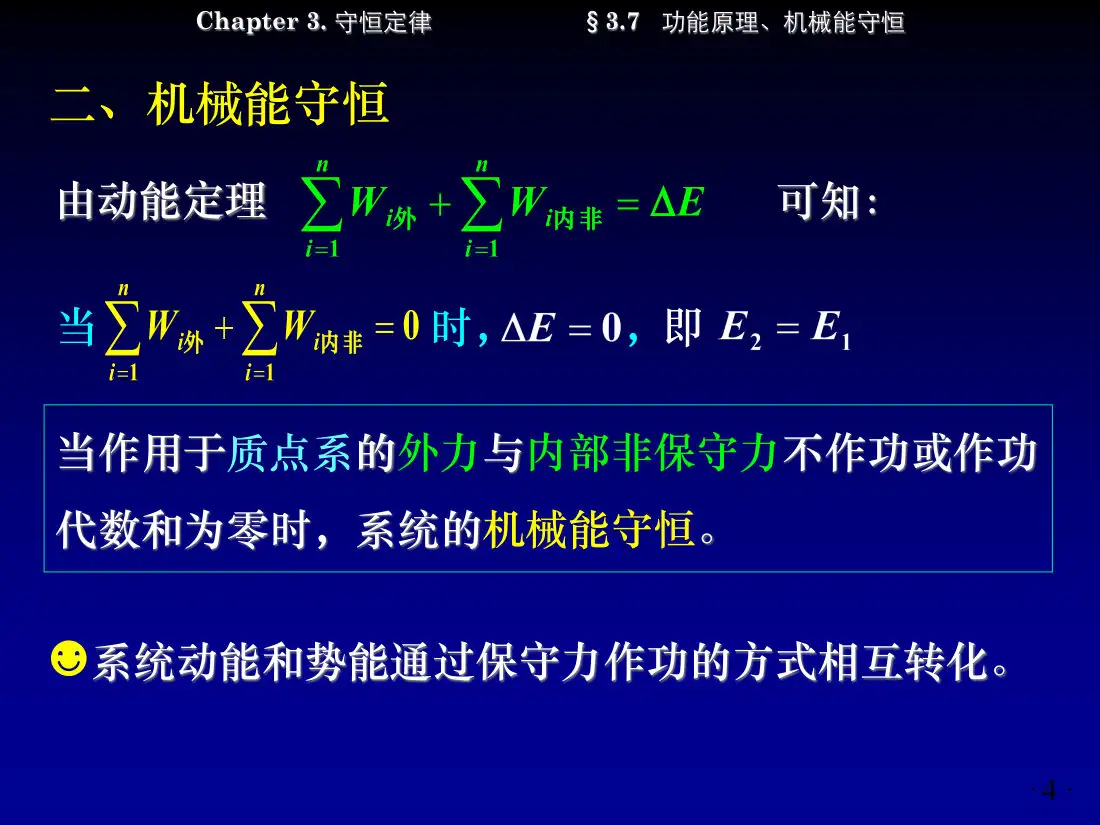 Chapter 3. 守恒定律 §3.7 功能原理、机械能守恒
二、机械能守恒
由动能定理 $\sum_{i=1}^{n} W_{i外} + \sum_{i=1}^{n} W_{i内非} = \Delta E$ 可知:
当 $\sum_{i=1}^{n} W_{i外} + \sum_{i=1}^{n} W_{i内非} = 0$ 时, $\Delta E = 0$, 即 $E_2 = E_1$
当作用于质点系的外力与内部非保守力不作功或作功
代数和为零时，系统的机械能守恒。
系统动能和势能通过保守力作功的方式相互转化。
·4·